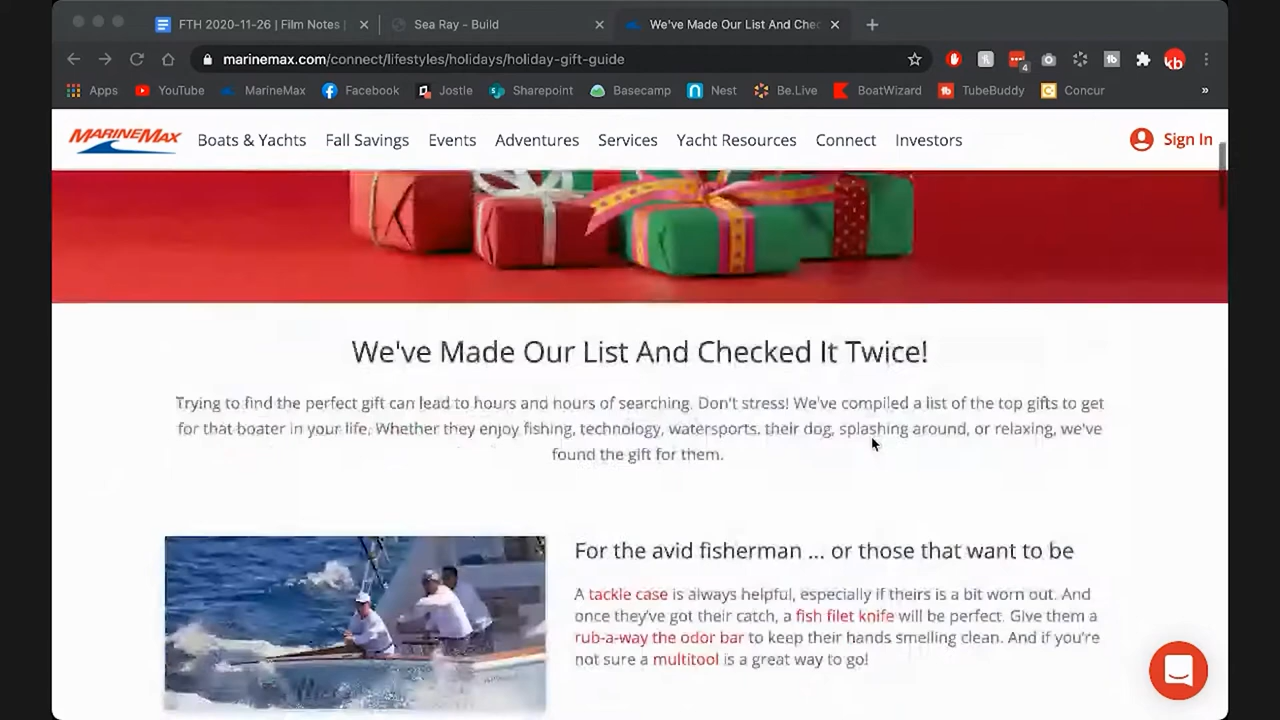 FTH 2020-11-26 | Film Notes |
Sea Ray - Build
We've Made Our List And Chec
marinemax.com/connect/lifestyles/holidays/holiday-gift-guide
4
tb
kb
Apps
YouTube
MarineMax
Facebook
Jostle
Sharepoint
Basecamp
Nest
Be.Live
BoatWizard
TubeBuddy
Concur
»
MARINEMAX
Boats & Yachts
Fall Savings
Events
Adventures
Services
Yacht Resources
Connect
Investors
Sign In
We've Made Our List And Checked It Twice!
Trying to find the perfect gift can lead to hours and hours of searching. Don't stress! We've compiled a list of the top gifts to get
for that boater in your life. Whether they enjoy fishing, technology, watersports, their dog, splashing around, or relaxing, we've
found the gift for them.
For the avid fisherman ... or those that want to be
A tackle case is always helpful, especially if theirs is a bit worn out. And
once they've got their catch, a fish filet knife will be perfect. Give them a
rub-a-way the odor bar to keep their hands smelling clean. And if you're
not sure a multitool is a great way to go!